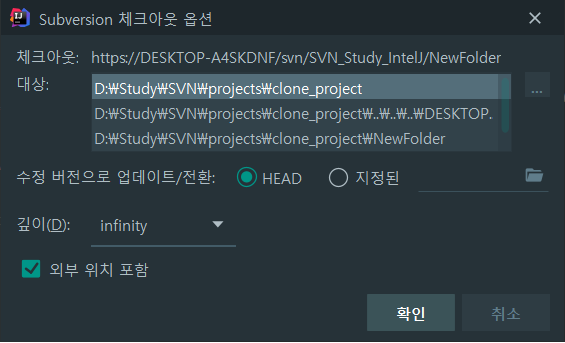 Subversion 체크아웃 옵션
체크아웃: https://DESKTOP-A4SKDNF/svn/SVN_Study_IntelJ/NewFolder
대상: D:₩Study₩SVN₩projects₩clone_project
...
D:₩Study₩SVN₩projects₩clone_project₩..₩..₩..₩DESKTOP.
D:₩Study₩SVN₩projects₩clone_project₩NewFolder
수정 버전으로 업데이트/전환: HEAD 지정된
깊이(D): infinity
외부 위치 포함
확인 취소